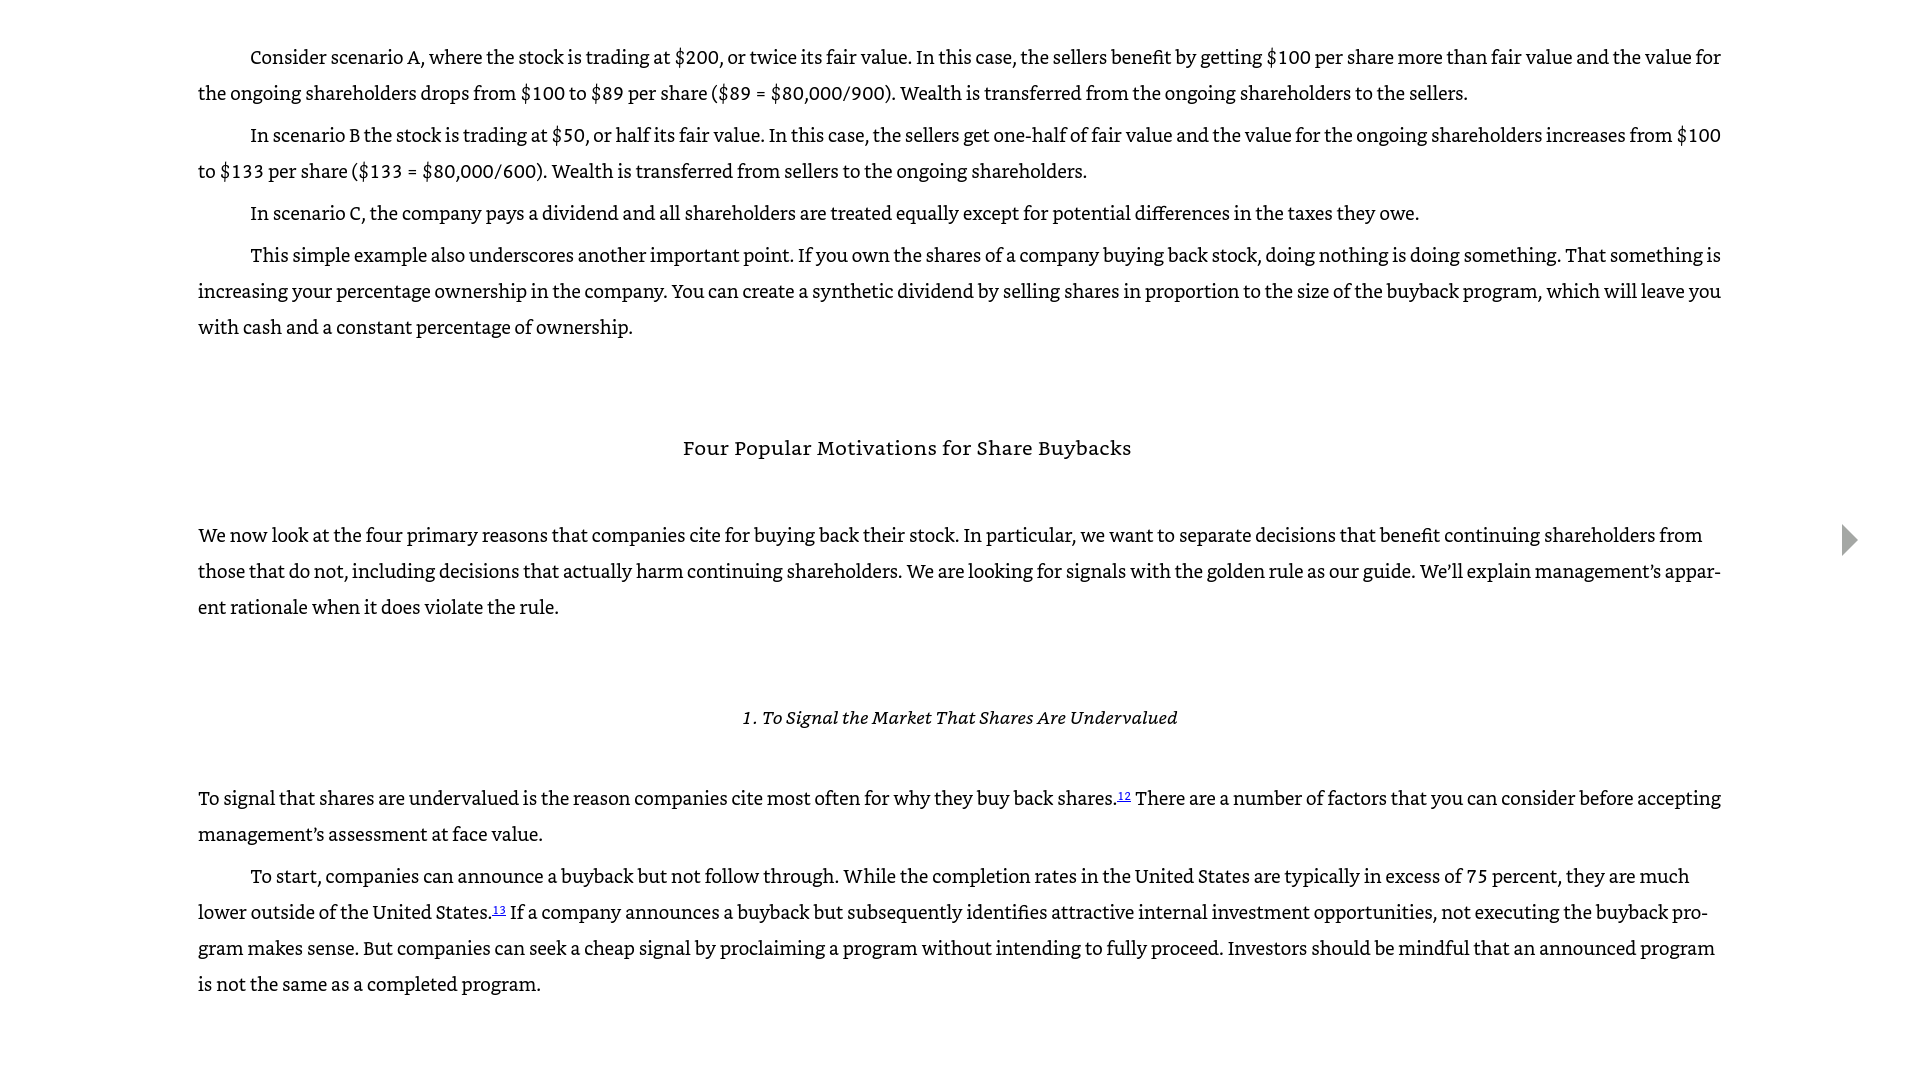 Consider scenario A, where the stock is trading at $200, or twice its fair value. In this case, the sellers benefit by getting $100 per share more than fair value and the value for
the ongoing shareholders drops from $100 to $89 per share ($89 = $80,000/900). Wealth is transferred from the ongoing shareholders to the sellers.
In scenario B the stock is trading at $50, or half its fair value. In this case, the sellers get one-half of fair value and the value for the ongoing shareholders increases from $100
to $133 per share ($133 = $80,000/600). Wealth is transferred from sellers to the ongoing shareholders.
In scenario C, the company pays a dividend and all shareholders are treated equally except for potential differences in the taxes they owe.
This simple example also underscores another important point. If you own the shares of a company buying back stock, doing nothing is doing something. That something is
increasing your percentage ownership in the company. You can create a synthetic dividend by selling shares in proportion to the size of the buyback program, which will leave you
with cash and a constant percentage of ownership.
Four Popular Motivations for Share Buybacks
We now look at the four primary reasons that companies cite for buying back their stock. In particular, we want to separate decisions that benefit continuing shareholders from
those that do not, including decisions that actually harm continuing shareholders. We are looking for signals with the golden rule as our guide. We’ll explain management’s appar-
ent rationale when it does violate the rule.
1. To Signal the Market That Shares Are Undervalued
To signal that shares are undervalued is the reason companies cite most often for why they buy back shares.12 There are a number of factors that you can consider before accepting
management’s assessment at face value.
To start, companies can announce a buyback but not follow through. While the completion rates in the United States are typically in excess of 75 percent, they are much
lower outside of the United States.13 If a company announces a buyback but subsequently identifies attractive internal investment opportunities, not executing the buyback pro-
gram makes sense. But companies can seek a cheap signal by proclaiming a program without intending to fully proceed. Investors should be mindful that an announced program
is not the same as a completed program.